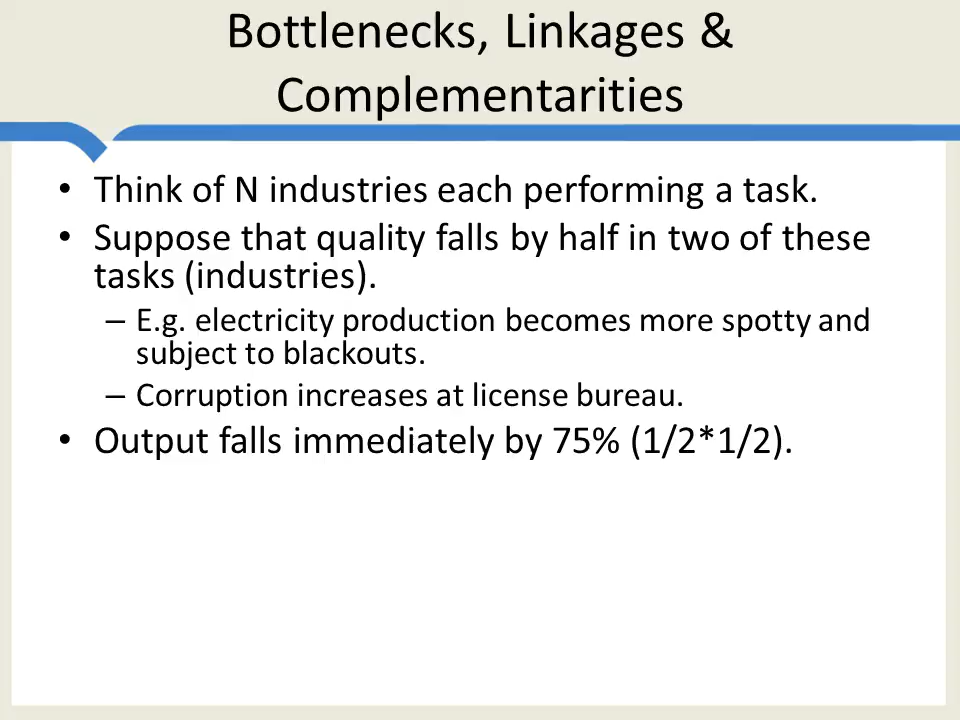 Bottlenecks, Linkages &
Complementarities
• Think of N industries each performing a task.
• Suppose that quality falls by half in two of these
tasks (industries).
– E.g. electricity production becomes more spotty and
subject to blackouts.
– Corruption increases at license bureau.
• Output falls immediately by 75% (1/2*1/2).